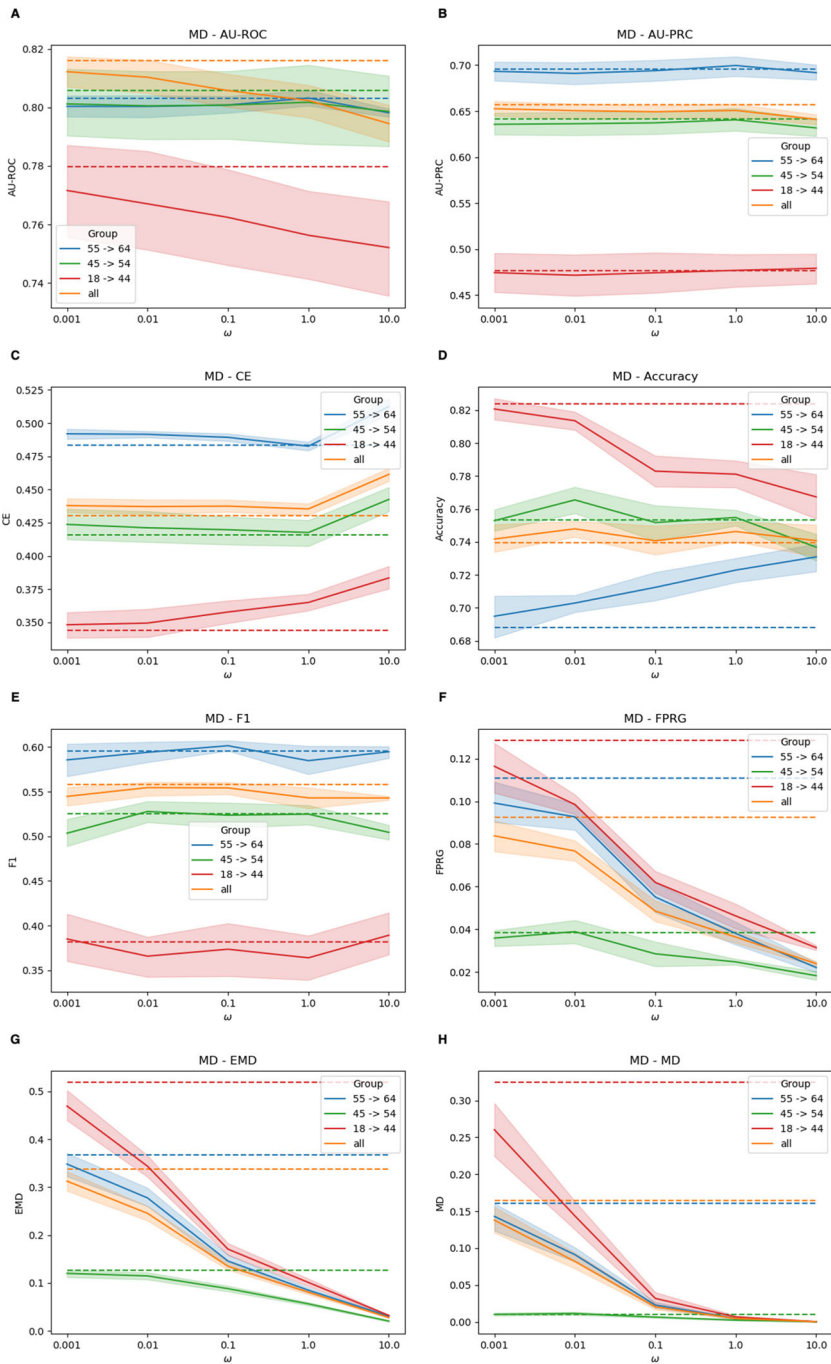 A
MD - AU-ROC
0.82
0.80
0.78
0.76
0.74
AU-ROC
Group
55 -> 64
45 -> 54
18 -> 44
all
0.001 0.01 0.1 1.0 10.0
ω
B
MD - AU-PRC
0.70
0.65
0.60
0.55
0.50
0.45
AU-PRC
Group
55 -> 64
45 -> 54
18 -> 44
all
0.001 0.01 0.1 1.0 10.0
ω
C
MD - CE
0.525
0.500
0.475
0.450
0.425
0.400
0.375
0.350
CE
Group
55 -> 64
45 -> 54
18 -> 44
all
0.001 0.01 0.1 1.0 10.0
ω
D
MD - Accuracy
0.82
0.80
0.78
0.76
0.74
0.72
0.70
0.68
Accuracy
Group
55 -> 64
45 -> 54
18 -> 44
all
0.001 0.01 0.1 1.0 10.0
ω
E
MD - F1
0.60
0.55
0.50
0.45
0.40
0.35
F1
Group
55 -> 64
45 -> 54
18 -> 44
all
0.001 0.01 0.1 1.0 10.0
ω
F
MD - FPRG
0.12
0.10
0.08
0.06
0.04
0.02
FPRG
Group
55 -> 64
45 -> 54
18 -> 44
all
0.001 0.01 0.1 1.0 10.0
ω
G
MD - EMD
0.5
0.4
0.3
0.2
0.1
0.0
EMD
Group
55 -> 64
45 -> 54
18 -> 44
all
0.001 0.01 0.1 1.0 10.0
ω
H
MD - MD
0.30
0.25
0.20
0.15
0.10
0.05
0.00
MD
Group
55 -> 64
45 -> 54
18 -> 44
all
0.001 0.01 0.1 1.0 10.0
ω